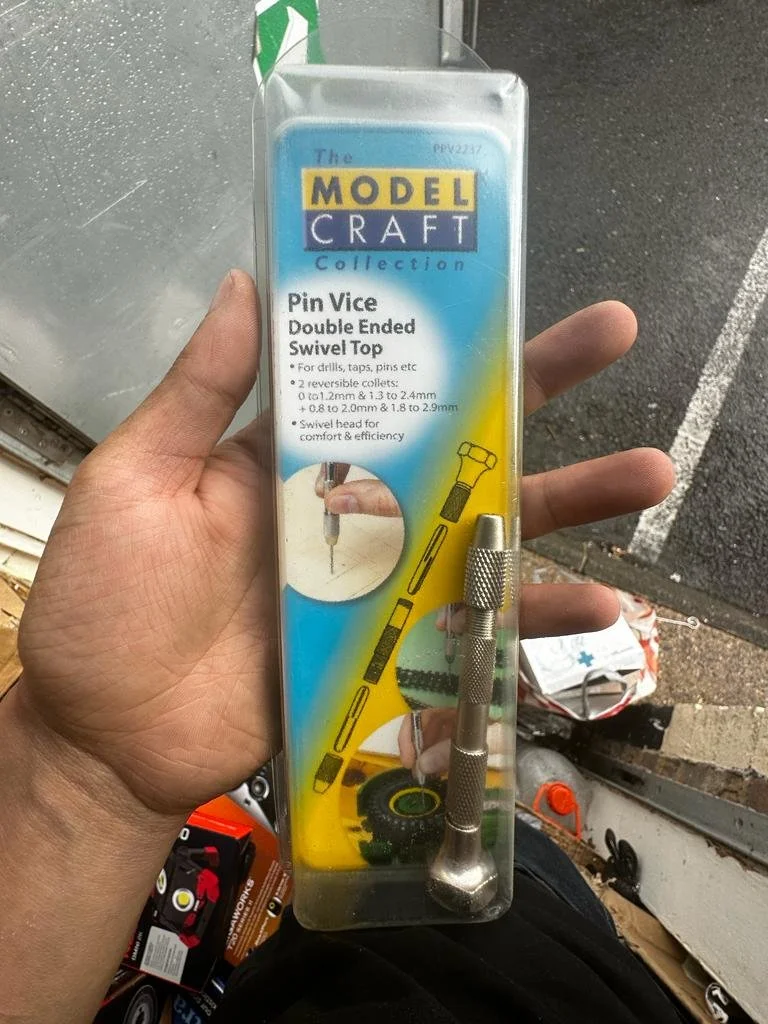 The
PPV2237
MODEL
CRAFT
Collection
Pin Vice
Double Ended
Swivel Top
• For drills, taps, pins etc
• 2 reversible collets:
0 to1.2mm & 1.3 to 2.4mm
+ 0.8 to 2.0mm & 1.8 to 2.9mm
• Swivel head for
comfort & efficiency